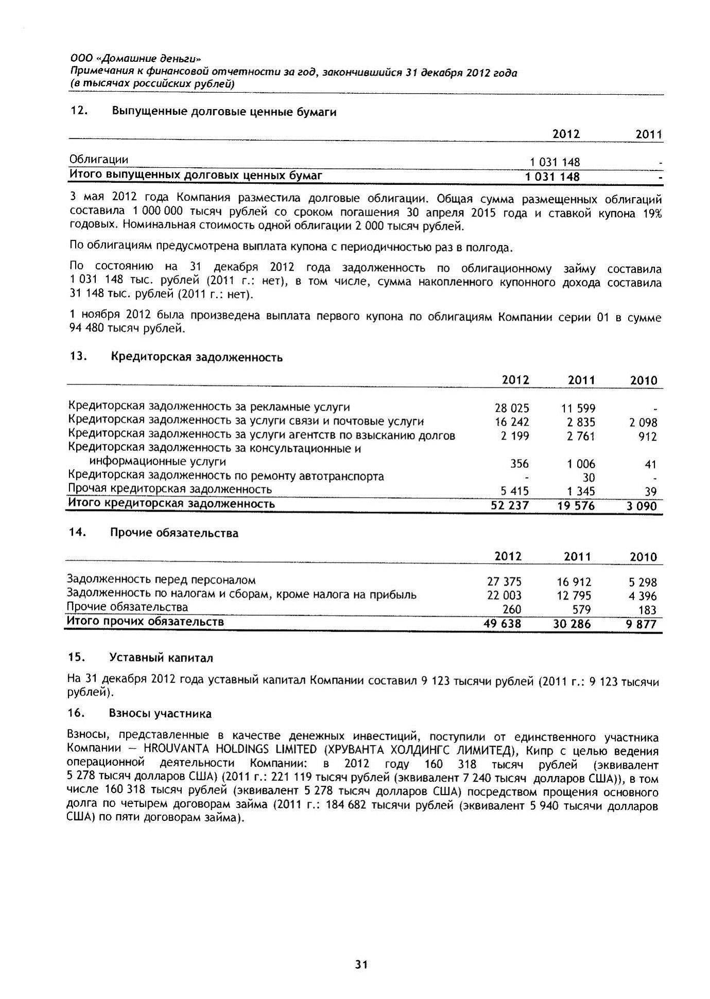 ООО «Домашние деньги»
Примечания к финансовой отчетности за год, закончившийся 31 декабря 2012 года
(в тысячах российских рублей)
12. Выпущенные долговые ценные бумаги
2012 2011
Облигации 1 031 148 -
Итого выпущенных долговых ценных бумаг 1 031 148 -
3 мая 2012 года Компания разместила долговые облигации. Общая сумма размещенных облигаций
составила 1 000 000 тысяч рублей со сроком погашения 30 апреля 2015 года и ставкой купона 19%
годовых. Номинальная стоимость одной облигации 2 000 тысяч рублей.
По облигациям предусмотрена выплата купона с периодичностью раз в полгода.
По состоянию на 31 декабря 2012 года задолженность по облигационному займу составила
1 031 148 тыс. рублей (2011 г.: нет), в том числе, сумма накопленного купонного дохода составила
31 148 тыс. рублей (2011 г.: нет).
1 ноября 2012 была произведена выплата первого купона по облигациям Компании серии 01 в сумме
94 480 тысяч рублей.
13. Кредиторская задолженность
2012 2011 2010
Кредиторская задолженность за рекламные услуги 28 025 11 599 -
Кредиторская задолженность за услуги связи и почтовые услуги 16 242 2 835 2 098
Кредиторская задолженность за услуги агентств по взысканию долгов 2 199 2 761 912
Кредиторская задолженность за консультационные и
информационные услуги 356 1 006 41
Кредиторская задолженность по ремонту автотранспорта - 30 -
Прочая кредиторская задолженность 5 415 1 345 39
Итого кредиторская задолженность 52 237 19 576 3 090
14. Прочие обязательства
2012 2011 2010
Задолженность перед персоналом 27 375 16 912 5 298
Задолженность по налогам и сборам, кроме налога на прибыль 22 003 12 795 4 396
Прочие обязательства 260 579 183
Итого прочих обязательств 49 638 30 286 9 877
15. Уставный капитал
На 31 декабря 2012 года уставный капитал Компании составил 9 123 тысячи рублей (2011 г.: 9 123 тысячи
рублей).
16. Взносы участника
Взносы, представленные в качестве денежных инвестиций, поступили от единственного участника
Компании — HROUVANTA HOLDINGS LIMITED (ХРУВАНТА ХОЛДИНГС ЛИМИТЕД), Кипр с целью ведения
операционной деятельности Компании: в 2012 году 160 318 тысяч рублей (эквивалент
5 278 тысяч долларов США) (2011 г.: 221 119 тысяч рублей (эквивалент 7 240 тысяч долларов США)), в том
числе 160 318 тысяч рублей (эквивалент 5 278 тысяч долларов США) посредством прощения основного
долга по четырем договорам займа (2011 г.: 184 682 тысячи рублей (эквивалент 5 940 тысячи долларов
США) по пяти договорам займа).
31